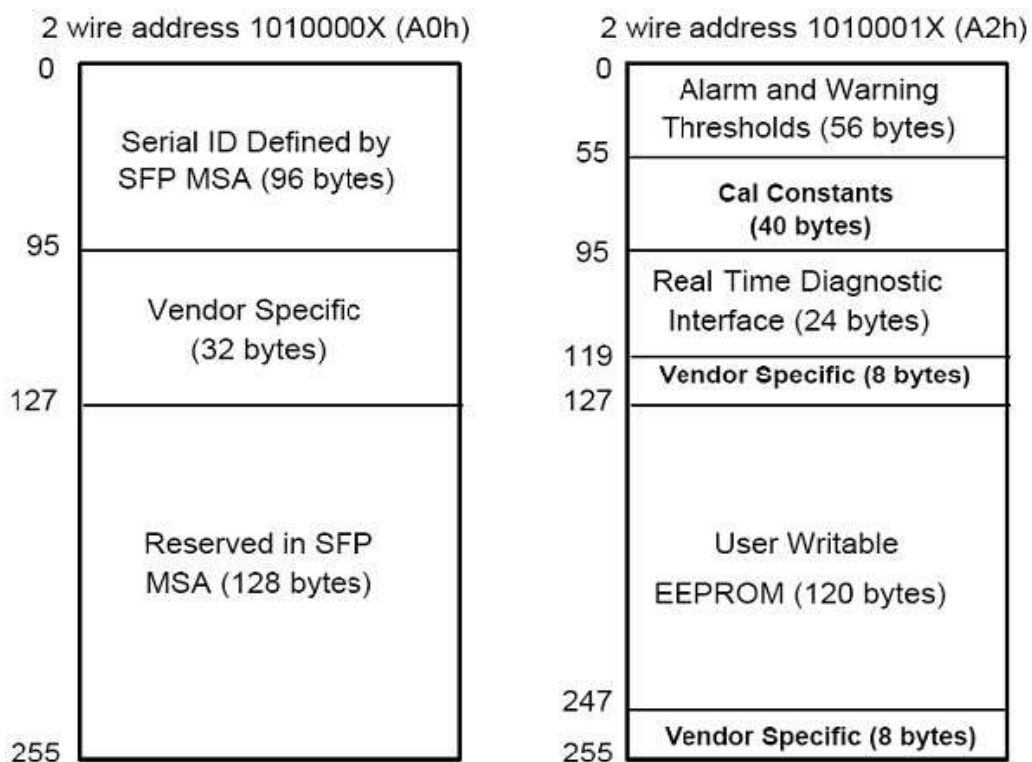 2 wire address 1010000X (A0h)
0
Serial ID Defined by
SFP MSA (96 bytes)
95
Vendor Specific
(32 bytes)
127
Reserved in SFP
MSA (128 bytes)
255
2 wire address 1010001X (A2h)
0
Alarm and Warning
Thresholds (56 bytes)
55
Cal Constants
(40 bytes)
95
Real Time Diagnostic
Interface (24 bytes)
119
Vendor Specific (8 bytes)
127
User Writable
EEPROM (120 bytes)
247
Vendor Specific (8 bytes)
255